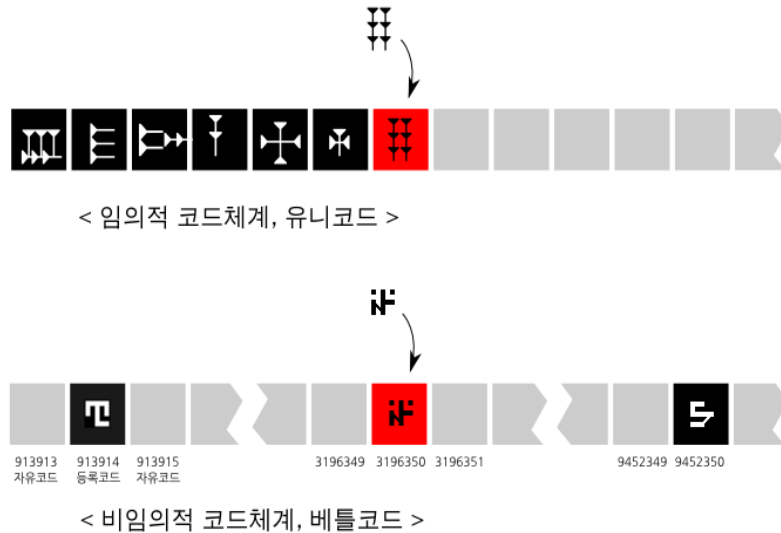 < 임의적 코드체계, 유니코드 >
913913 913914 913915 3196349 3196350 3196351 9452349 9452350
자유코드 등록코드 자유코드
< 비임의적 코드체계, 베틀코드 >